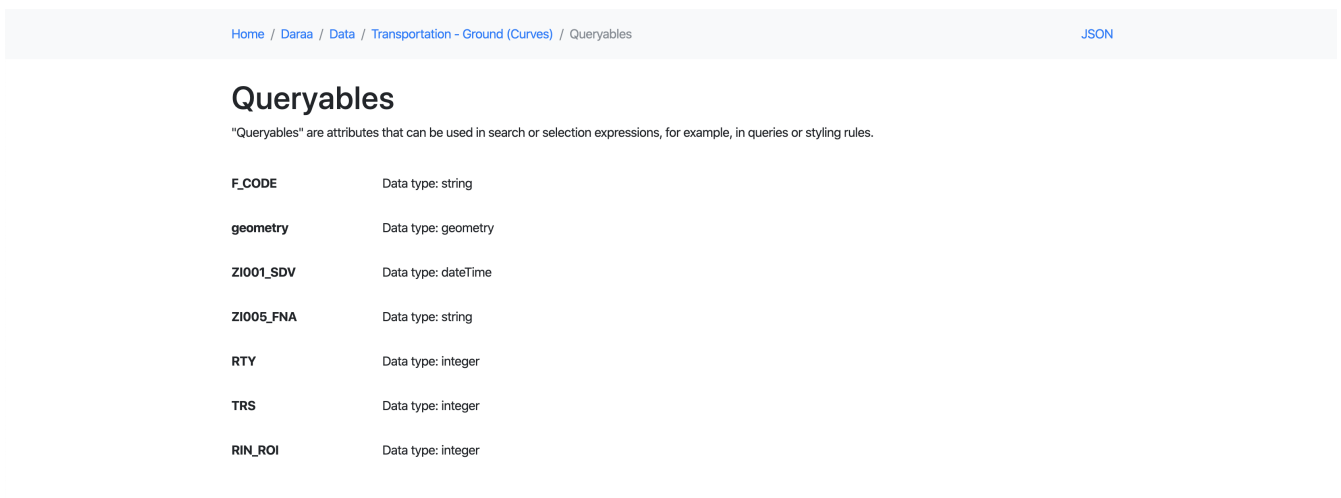 Home / Daraa / Data / Transportation - Ground (Curves) / Queryables JSON
Queryables
"Queryables" are attributes that can be used in search or selection expressions, for example, in queries or styling rules.
F_CODE Data type: string
geometry Data type: geometry
ZI001_SDV Data type: dateTime
ZI005_FNA Data type: string
RTY Data type: integer
TRS Data type: integer
RIN_ROI Data type: integer